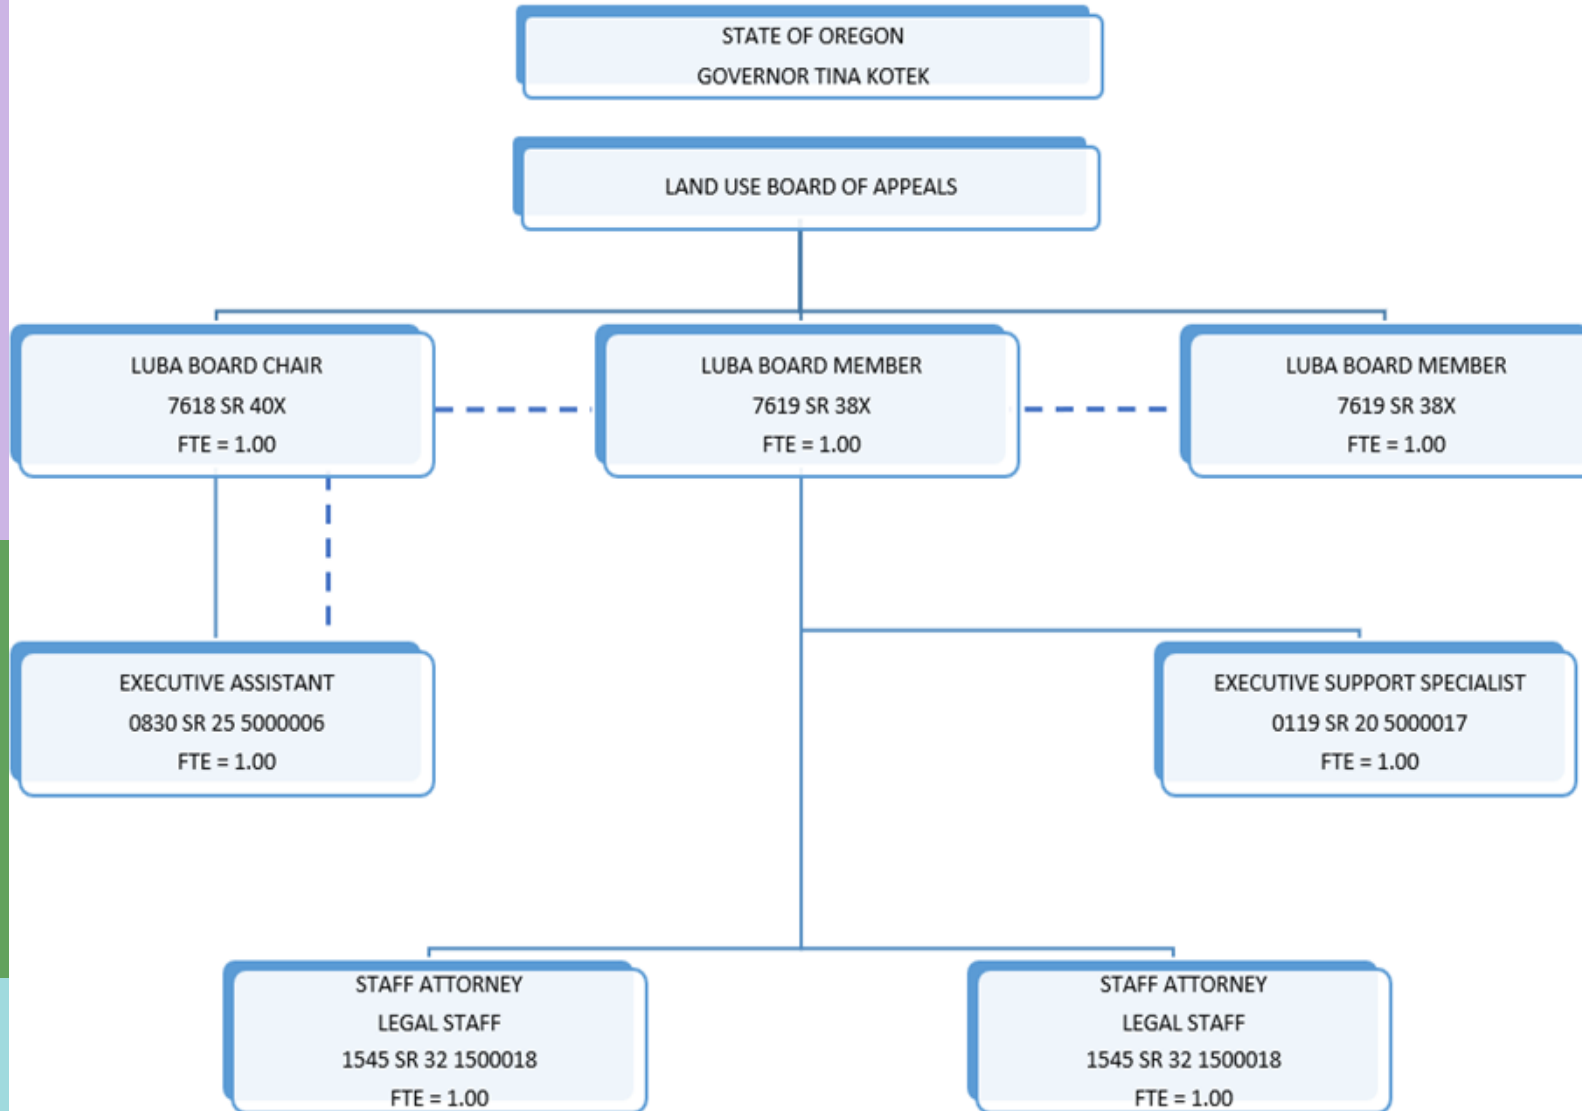 STATE OF OREGON
GOVERNOR TINA KOTEK
LAND USE BOARD OF APPEALS
LUBA BOARD CHAIR
7618 SR 40X
FTE = 1.00
LUBA BOARD MEMBER
7619 SR 38X
FTE = 1.00
LUBA BOARD MEMBER
7619 SR 38X
FTE = 1.00
EXECUTIVE ASSISTANT
0830 SR 25 5000006
FTE = 1.00
EXECUTIVE SUPPORT SPECIALIST
0119 SR 20 5000017
FTE = 1.00
STAFF ATTORNEY
LEGAL STAFF
1545 SR 32 1500018
FTE = 1.00
STAFF ATTORNEY
LEGAL STAFF
1545 SR 32 1500018
FTE = 1.00